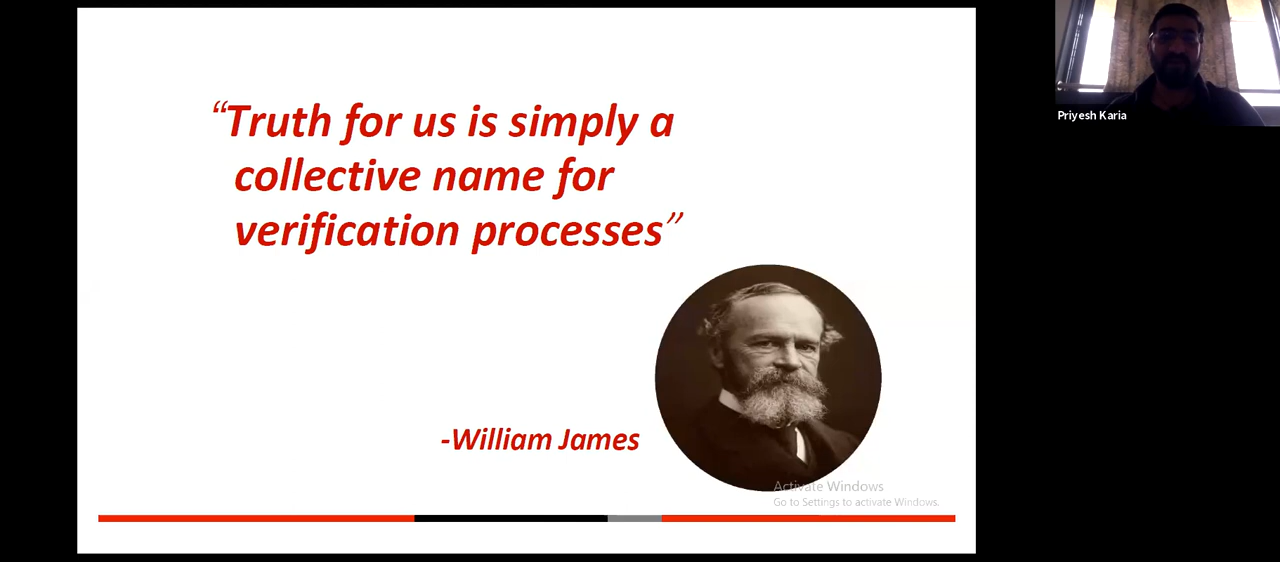 “Truth for us is simply a
collective name for
verification processes”
-William James
Activate Windows
Go to Settings to activate Windows.
Priyesh Karia